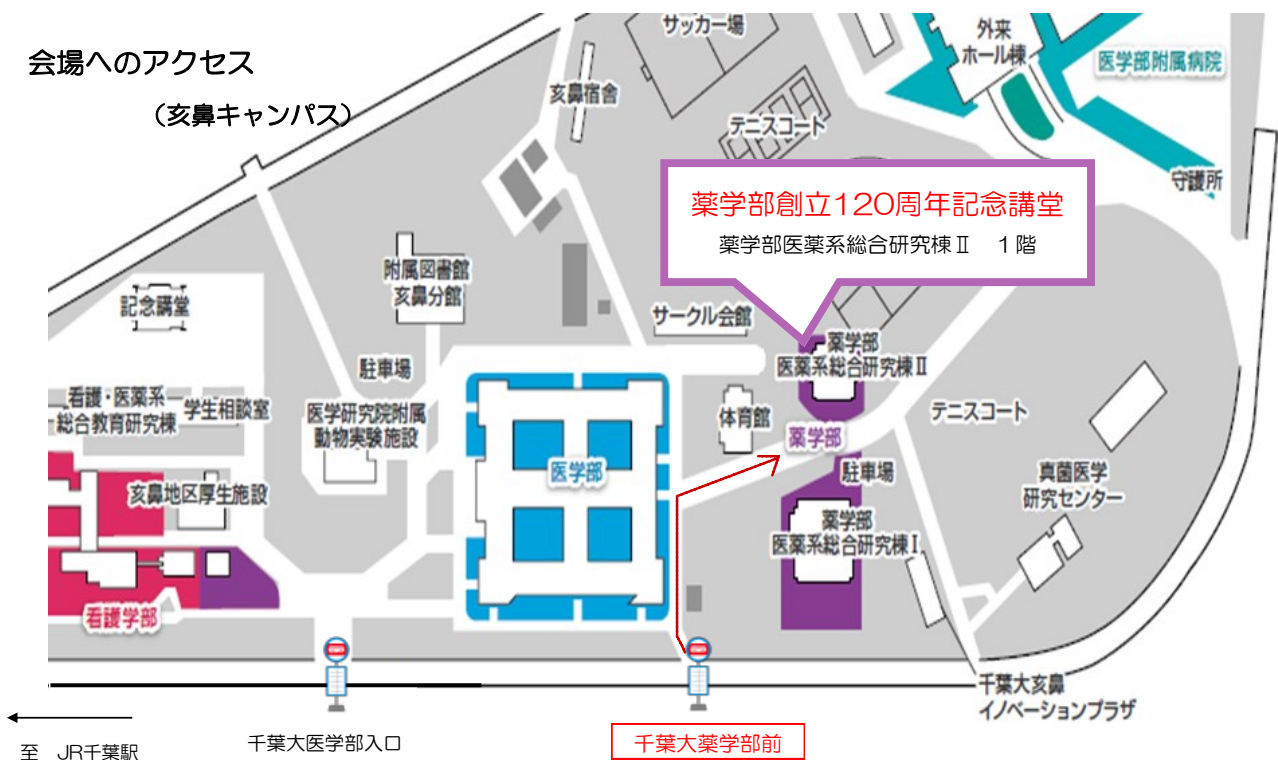 会場へのアクセス
（亥鼻キャンパス）
サッカー場
外来
ホール棟
医学部附属病院
亥鼻宿舎
テニスコート
守護所
薬学部創立120周年記念講堂
薬学部医薬系総合研究棟Ⅱ　1階
附属図書館
亥鼻分館
記念講堂
サークル会館
薬学部
医薬系総合研究棟Ⅱ
駐車場
看護・医薬系
総合教育研究棟
学生相談室
医学研究院附属
動物実験施設
体育館
テニスコート
薬学部
医学部
駐車場
真菌医学
研究センター
亥鼻地区厚生施設
薬学部
医薬系総合研究棟Ⅰ
看護学部
千葉大亥鼻
イノベーションプラザ
至　JR千葉駅
千葉大医学部入口
千葉大薬学部前